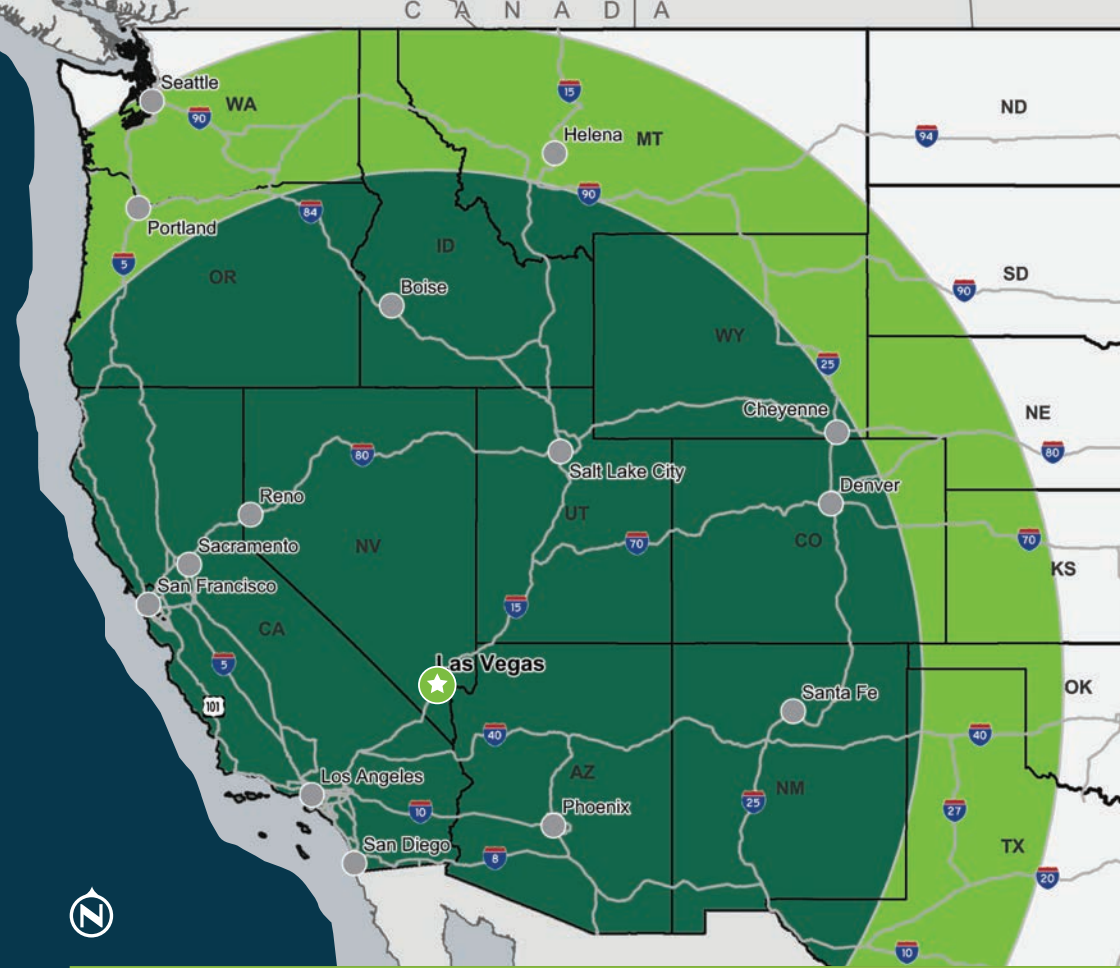 CANADA
Seattle
WA
90
15
Helena
MT
ND
94
90
Portland
84
5
OR
ID
Boise
SD
90
WY
25
Cheyenne
NE
80
80
Salt Lake City
Denver
Reno
UT
NV
70
CO
70
Sacramento
KS
San Francisco
15
CA
5
Las Vegas
101
Santa Fe
OK
40
40
Los Angeles
AZ
NM
10
Phoenix
25
27
San Diego
8
TX
20
N
10